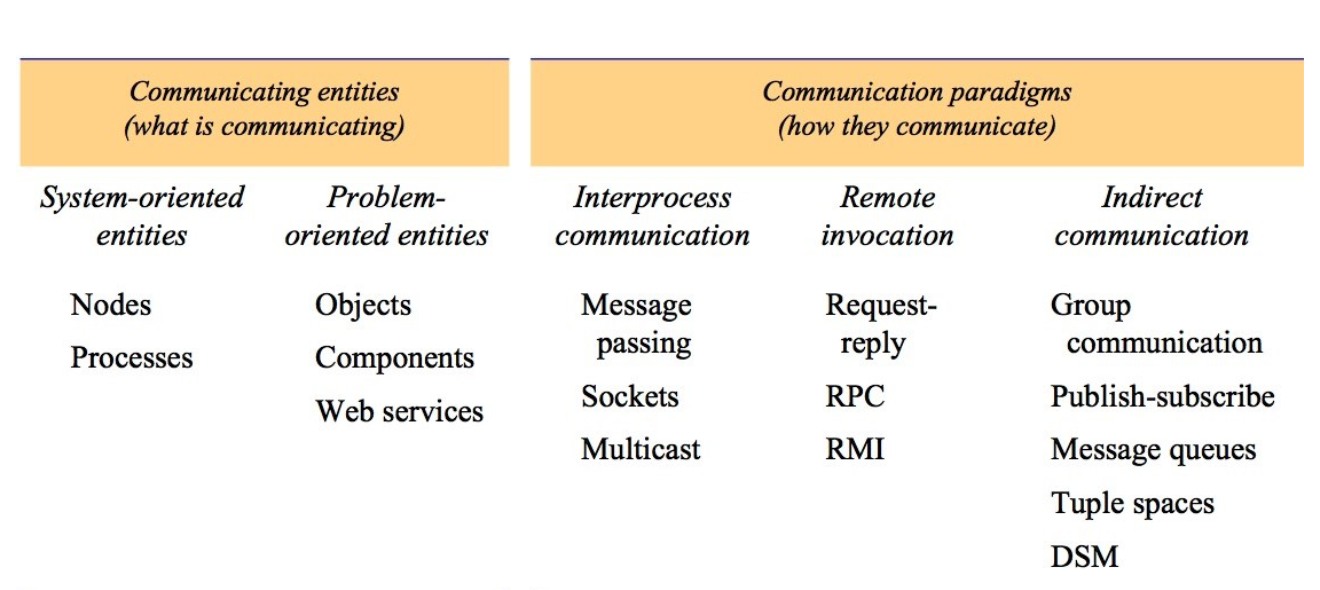 Communicating entities
(what is communicating)
Communication paradigms
(how they communicate)
System-oriented
entities
Problem-
oriented entities
Interprocess
communication
Remote
invocation
Indirect
communication
Nodes
Processes
Objects
Components
Web services
Message
passing
Sockets
Multicast
Request-
reply
RPC
RMI
Group
communication
Publish-subscribe
Message queues
Tuple spaces
DSM